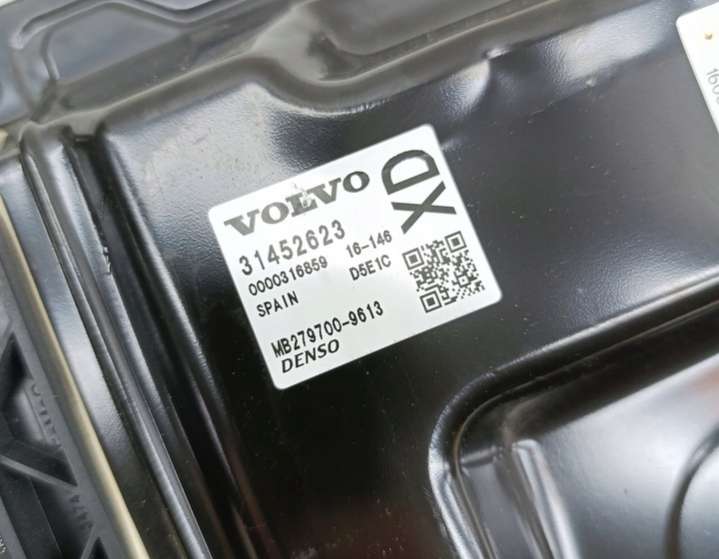 VOLVO
XD
31452623
0000316859 16-146
SPAIN D5E1C
MB279700-9613
DENSO